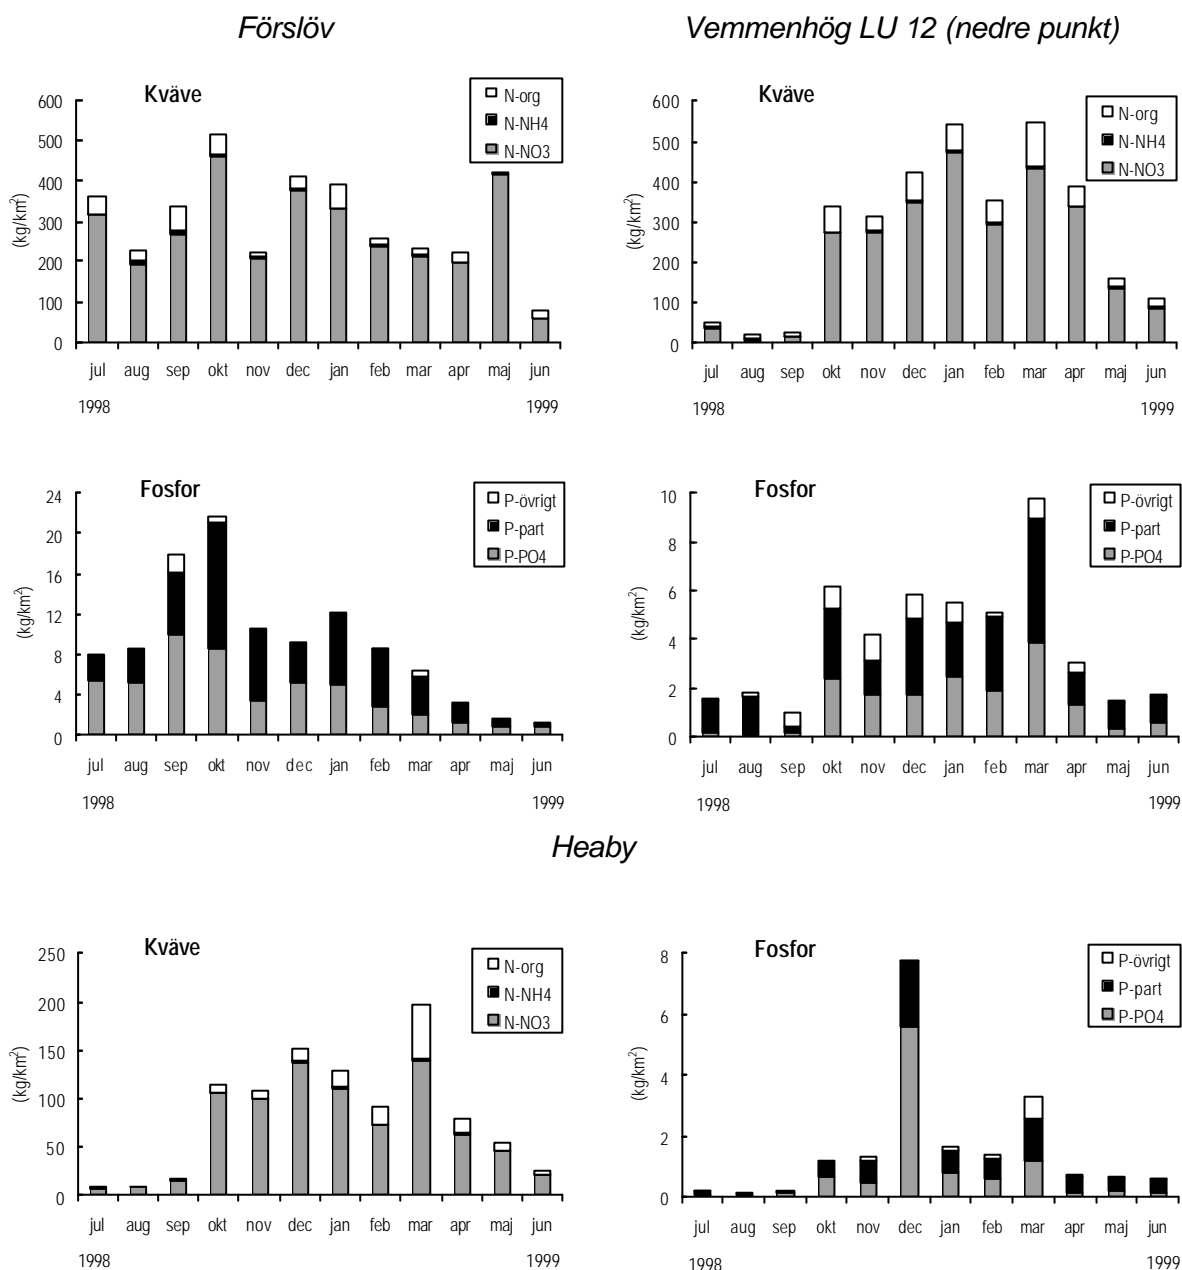 Förslöv
Vemmenhög LU 12 (nedre punkt)
Kväve
N-org
N-NH4
N-NO3
600
500
400
300
200
100
0
(kg/km²)
jul aug sep okt nov dec jan feb mar apr maj jun
1998 1999
Kväve
N-org
N-NH4
N-NO3
600
500
400
300
200
100
0
(kg/km²)
jul aug sep okt nov dec jan feb mar apr maj jun
1998 1999
Fosfor
P-övrigt
P-part
P-PO4
24
20
16
12
8
4
0
(kg/km²)
jul aug sep okt nov dec jan feb mar apr maj jun
1998 1999
Fosfor
P-övrigt
P-part
P-PO4
10
8
6
4
2
0
(kg/km²)
jul aug sep okt nov dec jan feb mar apr maj jun
1998 1999
Heaby
Kväve
N-org
N-NH4
N-NO3
250
200
150
100
50
0
(kg/km²)
jul aug sep okt nov dec jan feb mar apr maj jun
1998 1999
Fosfor
P-övrigt
P-part
P-PO4
8
6
4
2
0
(kg/km²)
jul aug sep okt nov dec jan feb mar apr maj jun
1998 1999